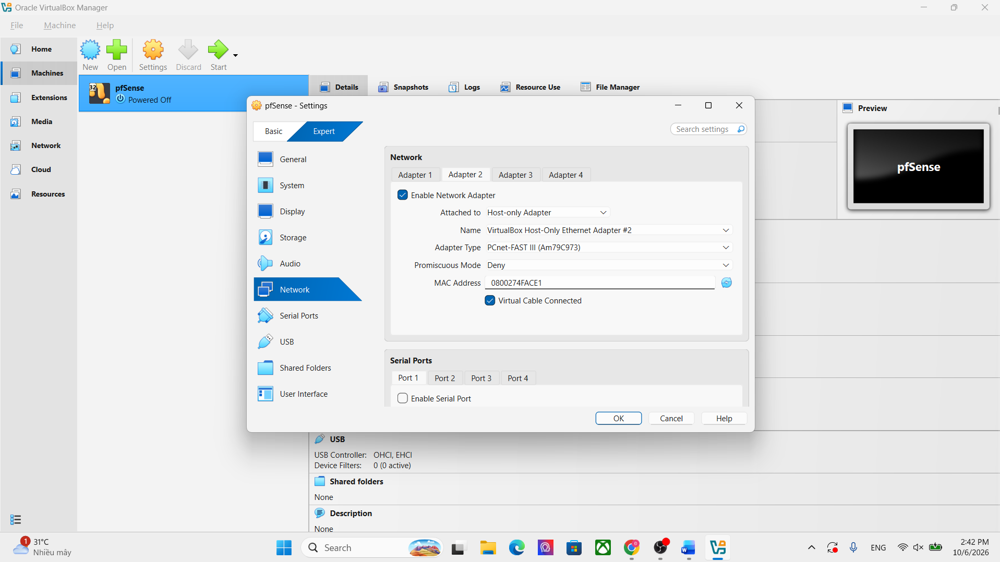 Oracle VirtualBox Manager
File Machine Help
Home
Machines
Extensions
Media
Network
Cloud
Resources
New Open Settings Discard Start
32
pfSense
Powered Off
Details Snapshots Logs Resource Use File Manager
Preview
pfSense
pfSense - Settings
Basic Expert
Search settings
General
System
Display
Storage
Audio
Network
Serial Ports
USB
Shared Folders
User Interface
Network
Adapter 1 Adapter 2 Adapter 3 Adapter 4
Enable Network Adapter
Attached to Host-only Adapter
Name VirtualBox Host-Only Ethernet Adapter #2
Adapter Type PCnet-FAST III (Am79C973)
Promiscuous Mode Deny
MAC Address 0800274FACE1
Virtual Cable Connected
Serial Ports
Port 1 Port 2 Port 3 Port 4
Enable Serial Port
OK Cancel Help
USB
USB Controller: OHCI, EHCI
Device Filters: 0 (0 active)
Shared folders
None
Description
None
1
31°C
Nhiều mây
Search
D
ENG
2:42 PM
10/6/2026